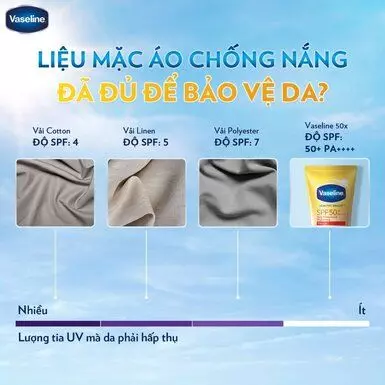 Vaseline
LIỆU MẶC ÁO CHỐNG NẮNG
ĐÃ ĐỦ ĐỂ BẢO VỆ DA?
Vải Cotton
ĐỘ SPF: 4
Vải Linen
ĐỘ SPF: 5
Vải Polyester
ĐỘ SPF: 7
Vaseline 50x
ĐỘ SPF:
50+ PA++++
Vaseline
SPF50+
Nhiều
Ít
Lượng tia UV mà da phải hấp thụ